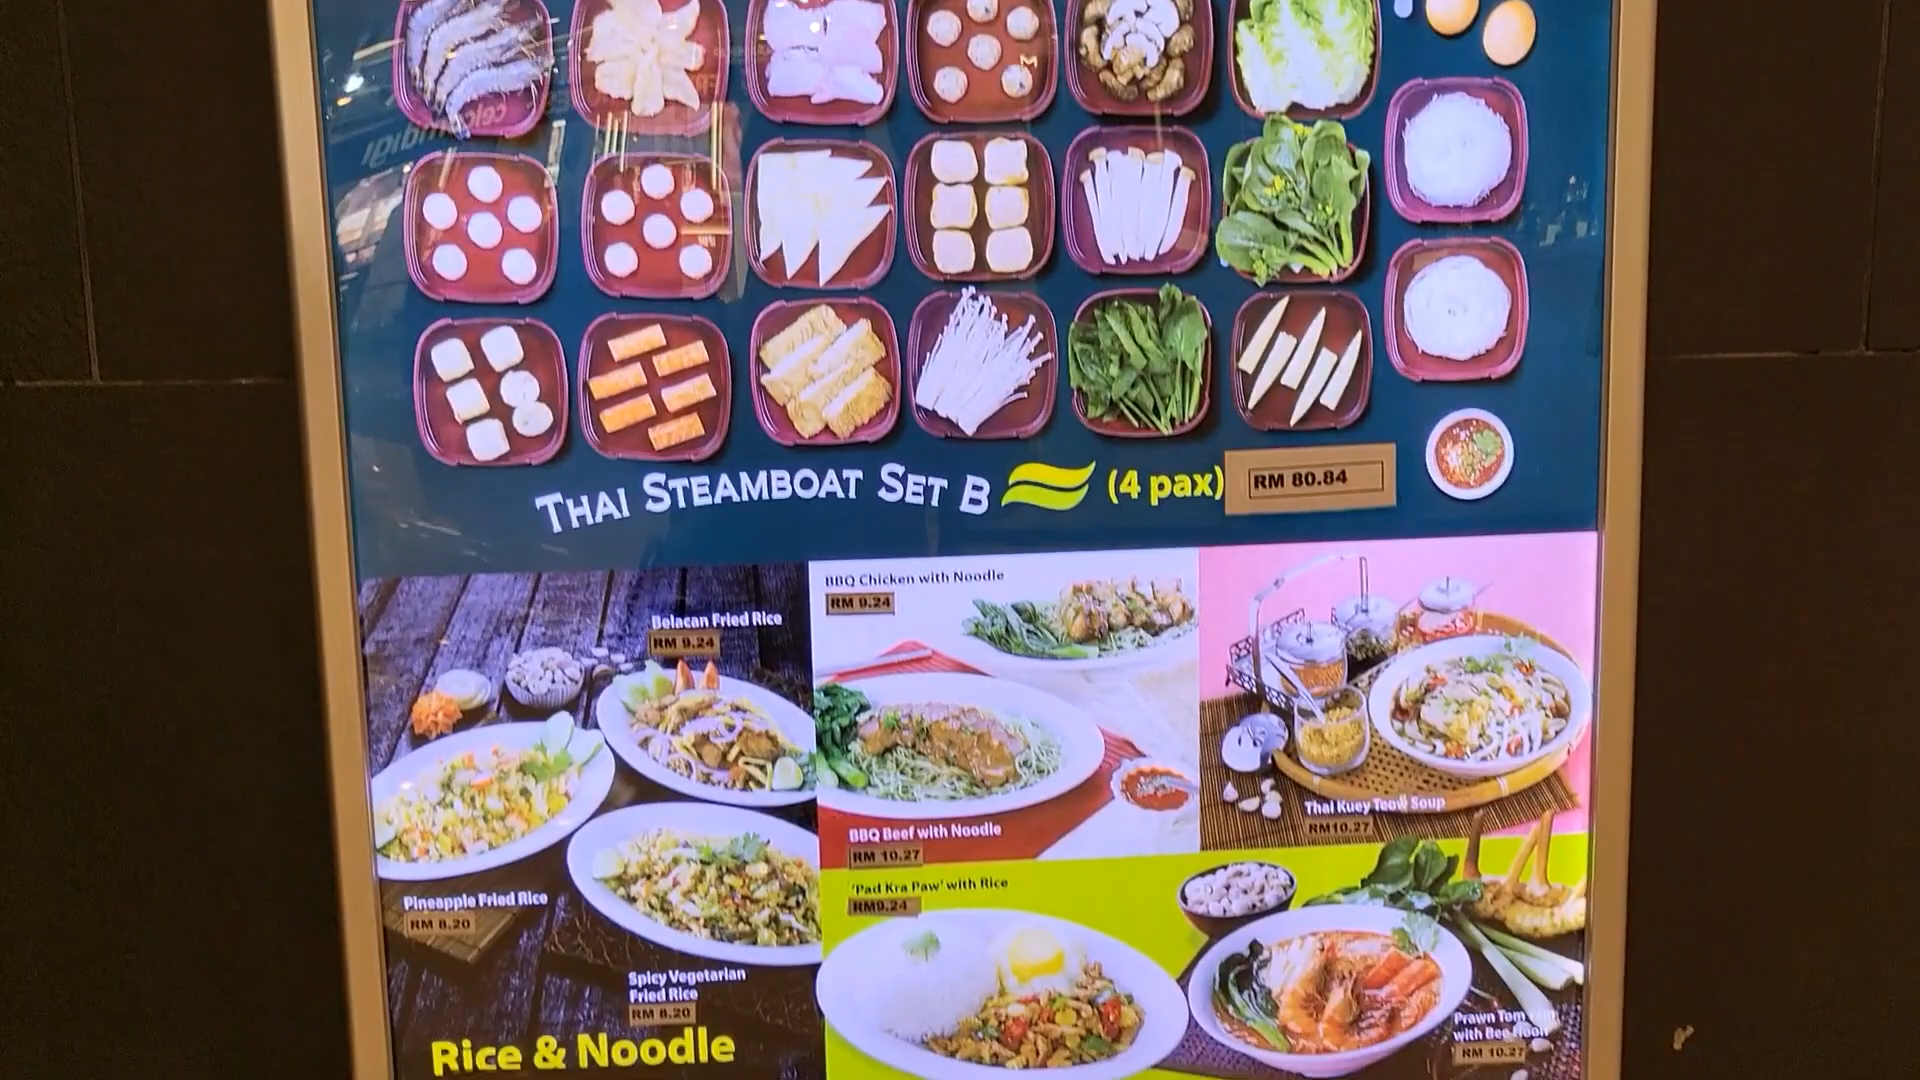 THAI STEAMBOAT SET B (4 pax) RM 80.84
Belacan Fried Rice
RM 9.24
BBQ Chicken with Noodle
RM 9.24
BBQ Beef with Noodle
RM 10.27
Thai Kuey Teow Soup
RM10.27
Pineapple Fried Rice
RM 8.20
'Pad Kra Paw' with Rice
RM9.24
Spicy Vegetarian
Fried Rice
RM 8.20
Prawn Tom
with Bee Hoon
RM 10.27
Rice & Noodle